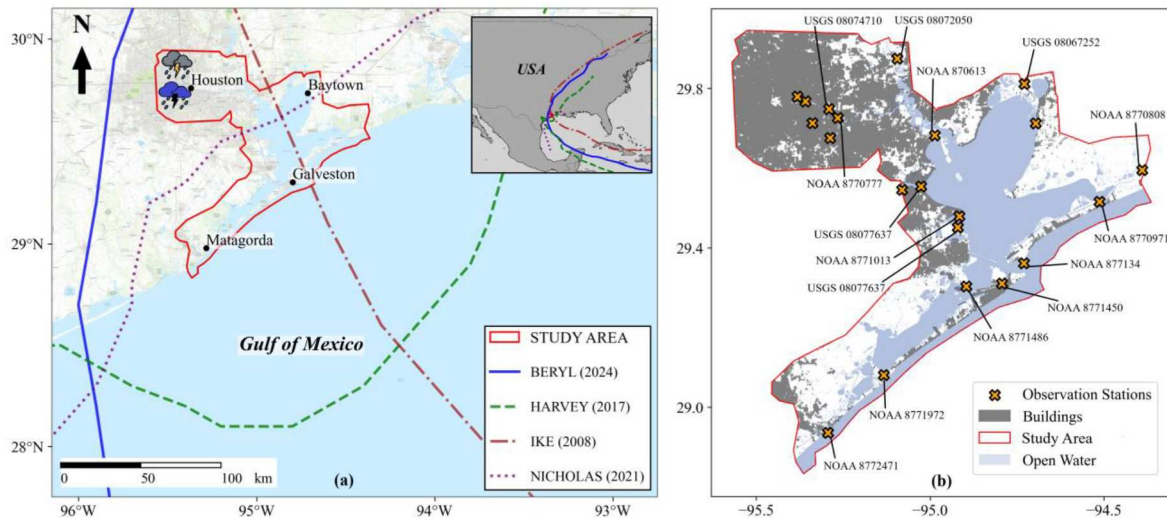 N
30°N
29°N
28°N
96°W
95°W
94°W
93°W
Houston
Baytown
Galveston
Matagorda
Gulf of Mexico
USA
STUDY AREA
BERYL (2024)
HARVEY (2017)
IKE (2008)
NICHOLAS (2021)
0 50 100 km
(a)
USGS 08074710
USGS 08072050
USGS 08067252
NOAA 870613
NOAA 8770808
NOAA 8770777
USGS 08077637
NOAA 8770971
NOAA 8771013
NOAA 877134
USGS 08077637
NOAA 8771450
NOAA 8771486
NOAA 8771972
NOAA 8772471
29.8
29.4
29.0
−95.5
−95.0
−94.5
Observation Stations
Buildings
Study Area
Open Water
(b)